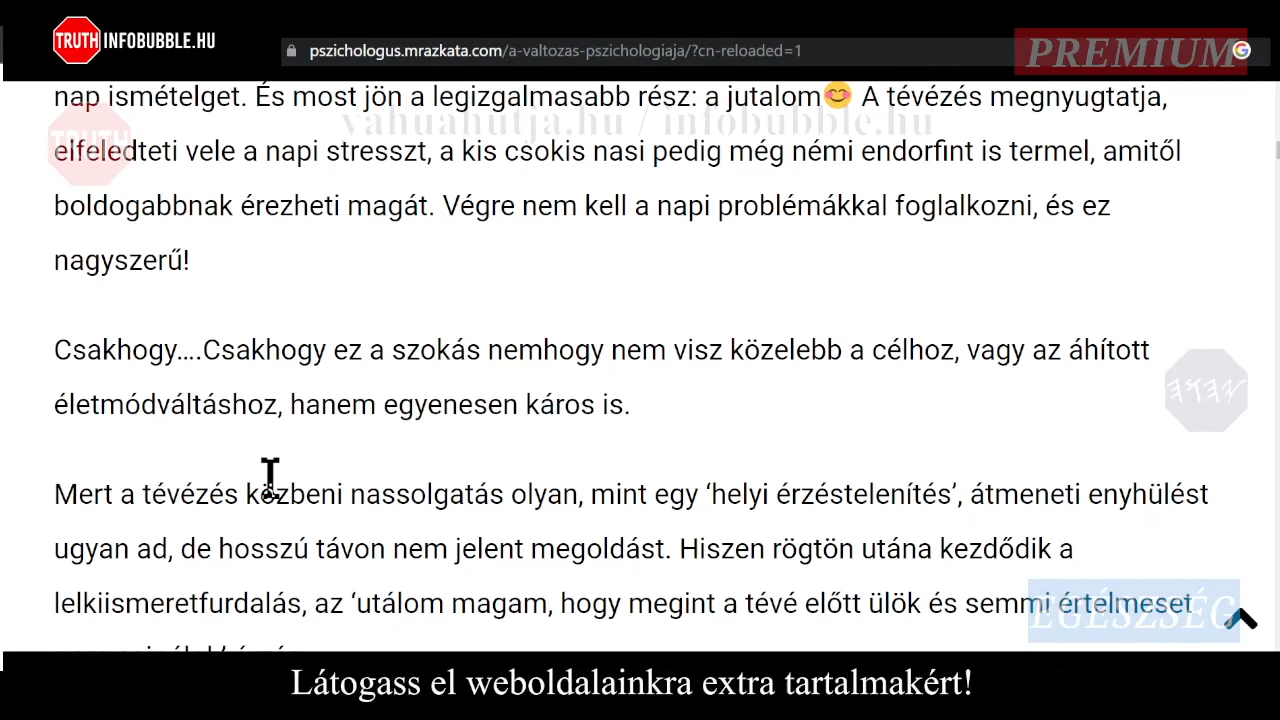 TRUTH INFOBUBBLE.HU
pszichologus.mrazkata.com/a-valtozas-pszichologiaja/?cn-reloaded=1
PREMIUM
nap ismételget. És most jön a legizgalmasabb rész: a jutalom😊 A tévézés megnyugtatja,
vahuahutja.hu / infobubble.hu
TRUTH
elfeledteti vele a napi stresszt, a kis csokis nasi pedig még némi endorfint is termel, amitől
boldogabbnak érezheti magát. Végre nem kell a napi problémákkal foglalkozni, és ez
nagyszerű!
Csakhogy….Csakhogy ez a szokás nemhogy nem visz közelebb a célhoz, vagy az áhított
életmódváltáshoz, hanem egyenesen káros is.
Mert a tévézés közbeni nassolgatás olyan, mint egy ‘helyi érzéstelenítés’, átmeneti enyhülést
ugyan ad, de hosszú távon nem jelent megoldást. Hiszen rögtön utána kezdődik a
lelkiismeretfurdalás, az ‘utálom magam, hogy megint a tévé előtt ülök és semmi értelmeset
EGÉSZSÉG
Látogass el weboldalainkra extra tartalmakért!